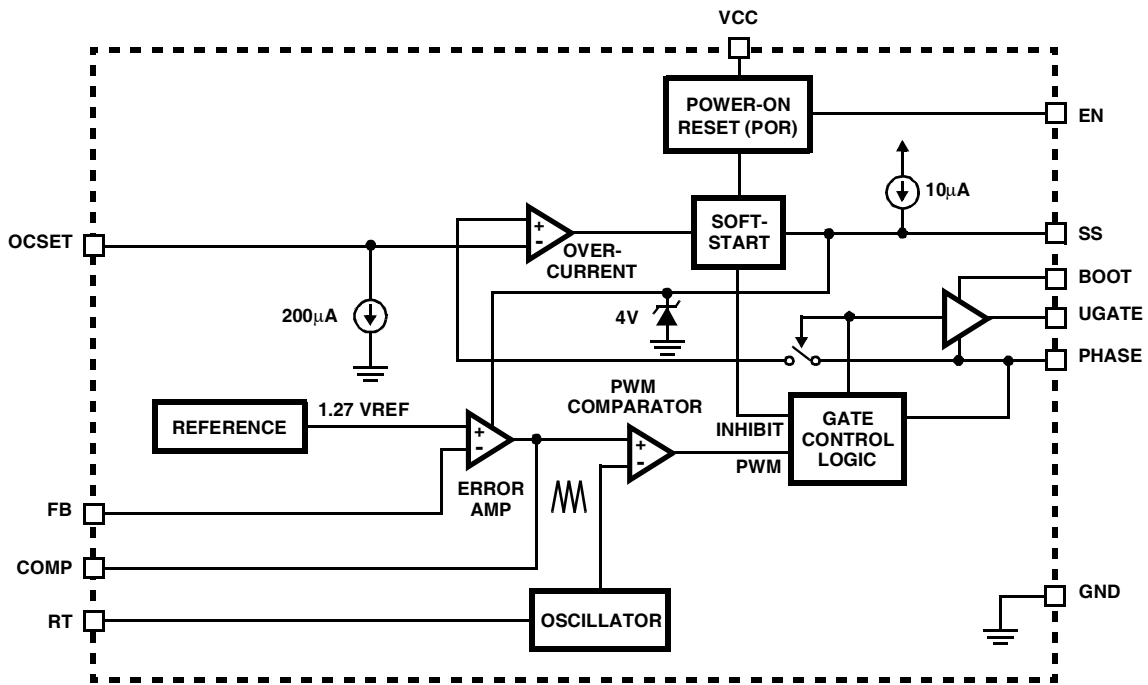 VCC
POWER-ON
RESET (POR)
EN
10µA
OCSET
+
-
SOFT-
START
SS
OVER-
CURRENT
BOOT
200µA
4V
UGATE
PHASE
PWM
COMPARATOR
REFERENCE
1.27 VREF
+
-
+
-
INHIBIT
PWM
GATE
CONTROL
LOGIC
ERROR
AMP
FB
COMP
GND
RT
OSCILLATOR